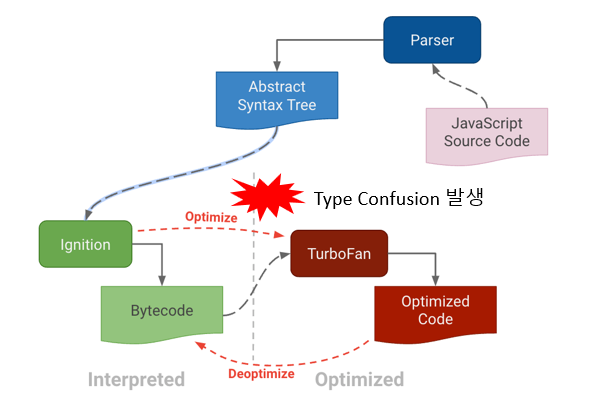 Parser
Abstract
Syntax Tree
JavaScript
Source Code
Type Confusion 발생
Optimize
Ignition
TurboFan
Bytecode
Optimized
Code
Deoptimize
Interpreted
Optimized